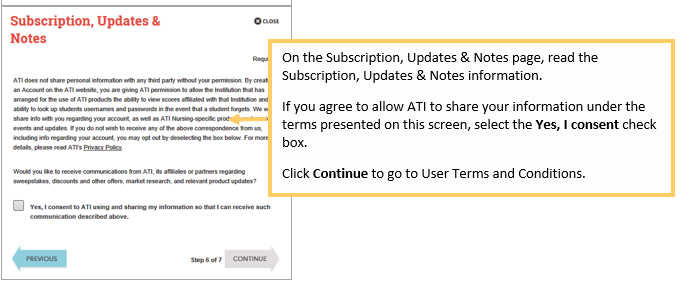 Subscription, Updates &
Notes
CLOSE
Requ
ATI does not share personal information with any third party without your permission. By creat
an Account on the ATI website, you are giving ATI permission to allow the Institution that has
arranged for the use of ATI products the ability to view scores affiliated with that Institution and
ability to look up students usernames and passwords in the event that a student forgets. We w
share info with you regarding your account, as well as ATI Nursing-specific prod
events and updates. If you do not wish to receive any of the above correspondence from us,
including info regarding your account, you may opt out by deselecting the box below. For more
details, please read ATI's Privacy Policy.
Would you like to receive communications from ATI, its affiliates or partners regarding
sweepstakes, discounts and other offers, market research, and relevant product updates?
Yes, I consent to ATI using and sharing my information so that I can receive such
communication described above.
PREVIOUS
Step 6 of 7
CONTINUE
On the Subscription, Updates & Notes page, read the
Subscription, Updates & Notes information.
If you agree to allow ATI to share your information under the
terms presented on this screen, select the Yes, I consent check
box.
Click Continue to go to User Terms and Conditions.